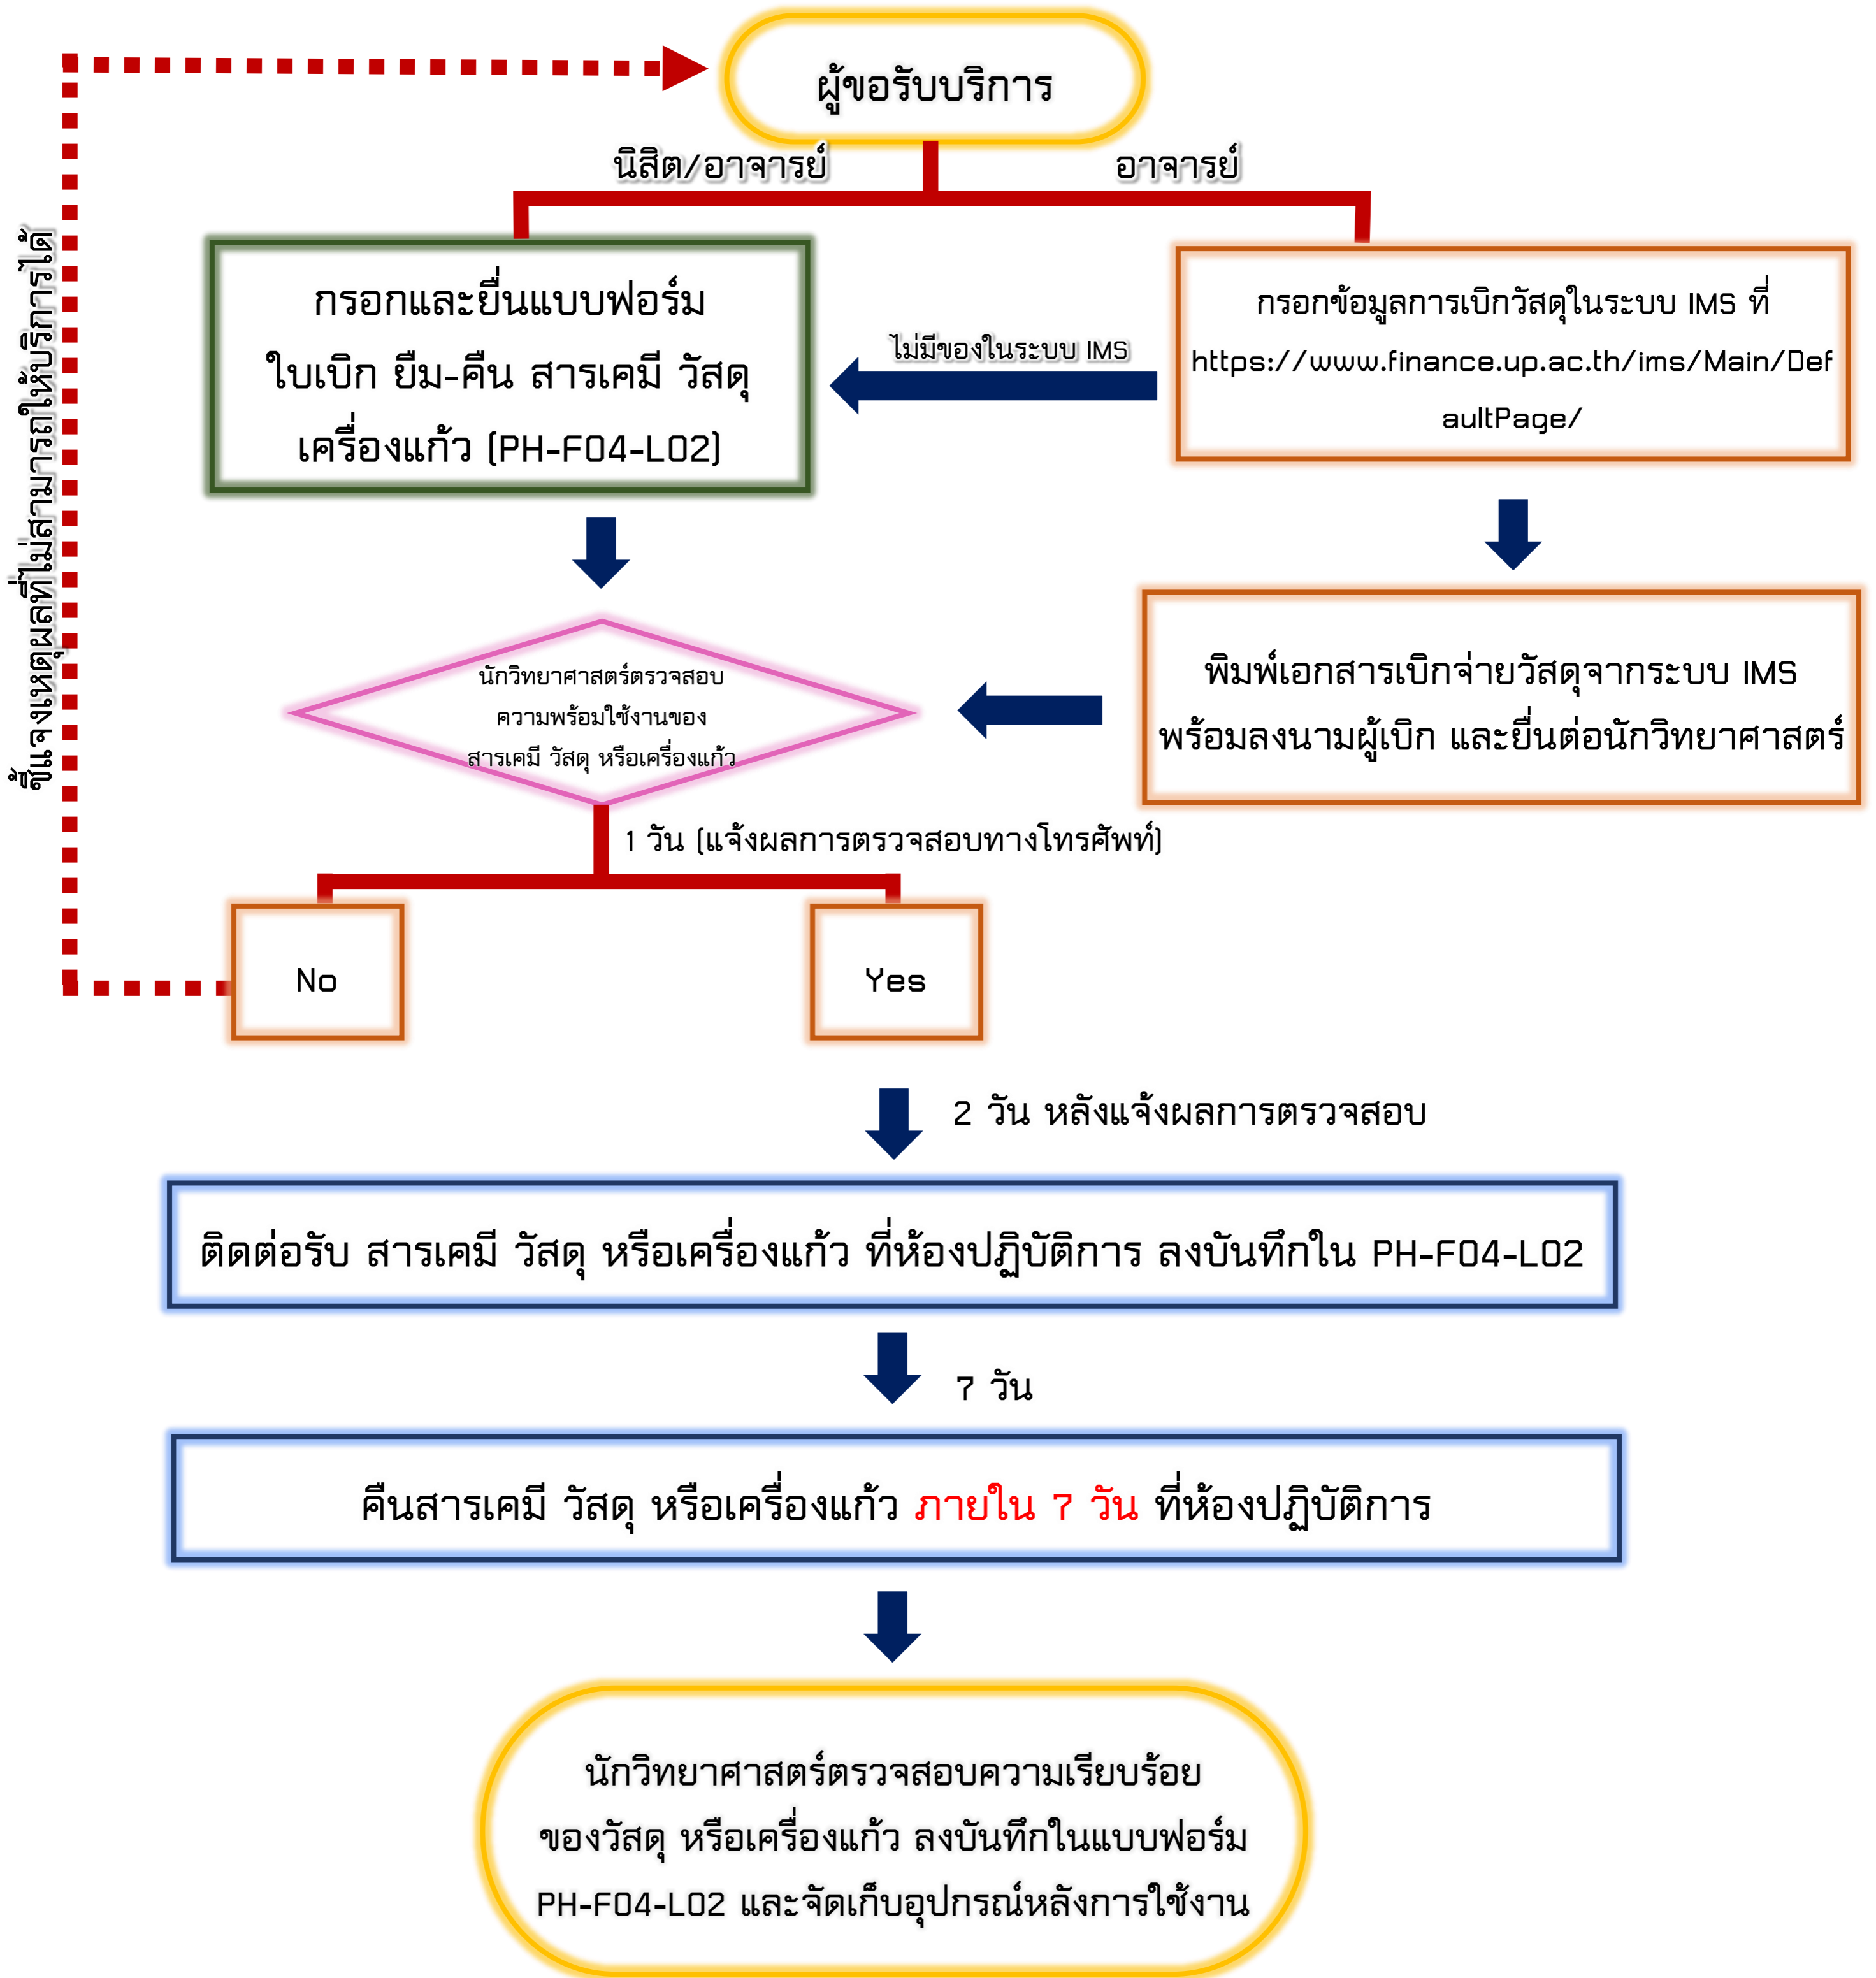 ผู้ขอรับบริการ
นิสิต/อาจารย์
อาจารย์
กรอกและยื่นแบบฟอร์ม
ใบเบิก ยืม-คืน สารเคมี วัสดุ
เครื่องแก้ว (PH-F04-L02)
ไม่มีของในระบบ IMS
กรอกข้อมูลการเบิกวัสดุในระบบ IMS ที่
https://www.finance.up.ac.th/ims/Main/Def
aultPage/
ชี้แจงเหตุผลที่ไม่สามารถให้บริการได้
นักวิทยาศาสตร์ตรวจสอบ
ความพร้อมใช้งานของ
สารเคมี วัสดุ หรือเครื่องแก้ว
พิมพ์เอกสารเบิกจ่ายวัสดุจากระบบ IMS
พร้อมลงนามผู้เบิก และยื่นต่อนักวิทยาศาสตร์
1 วัน (แจ้งผลการตรวจสอบทางโทรศัพท์)
No
Yes
2 วัน หลังแจ้งผลการตรวจสอบ
ติดต่อรับ สารเคมี วัสดุ หรือเครื่องแก้ว ที่ห้องปฏิบัติการ ลงบันทึกใน PH-F04-L02
7 วัน
คืนสารเคมี วัสดุ หรือเครื่องแก้ว ภายใน 7 วัน ที่ห้องปฏิบัติการ
นักวิทยาศาสตร์ตรวจสอบความเรียบร้อย
ของวัสดุ หรือเครื่องแก้ว ลงบันทึกในแบบฟอร์ม
PH-F04-L02 และจัดเก็บอุปกรณ์หลังการใช้งาน